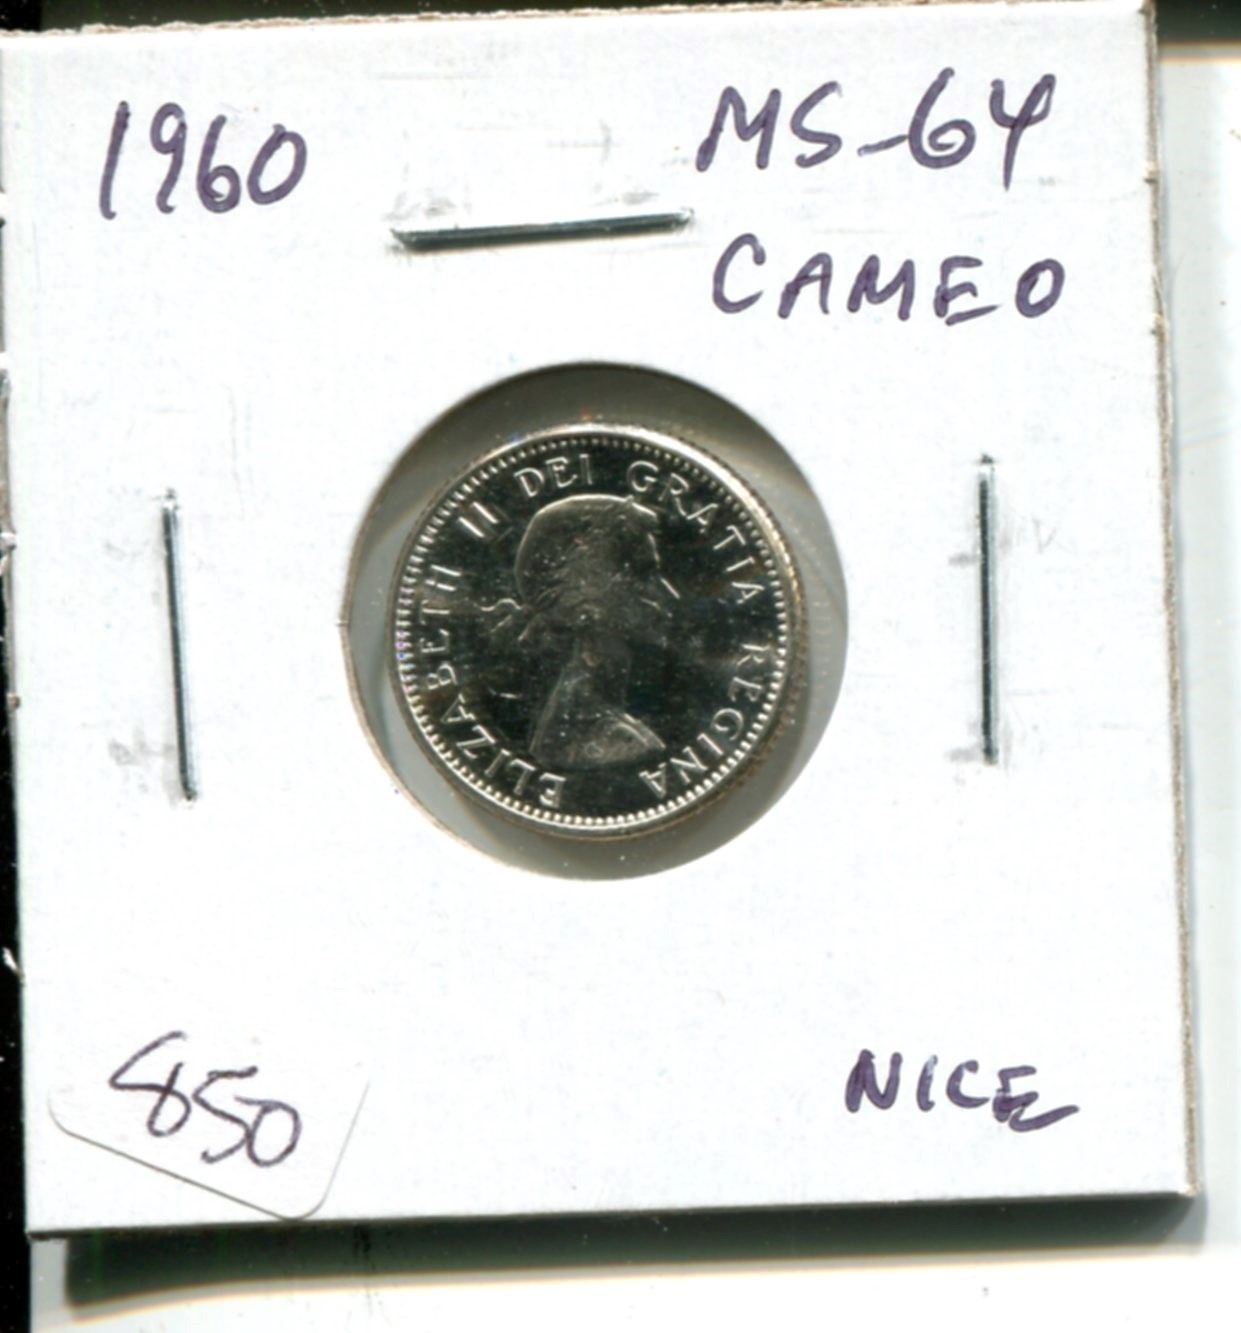 1960
MS-64
CAMEO
ELIZABETH II DEI GRATIA REGINA
850
NICE